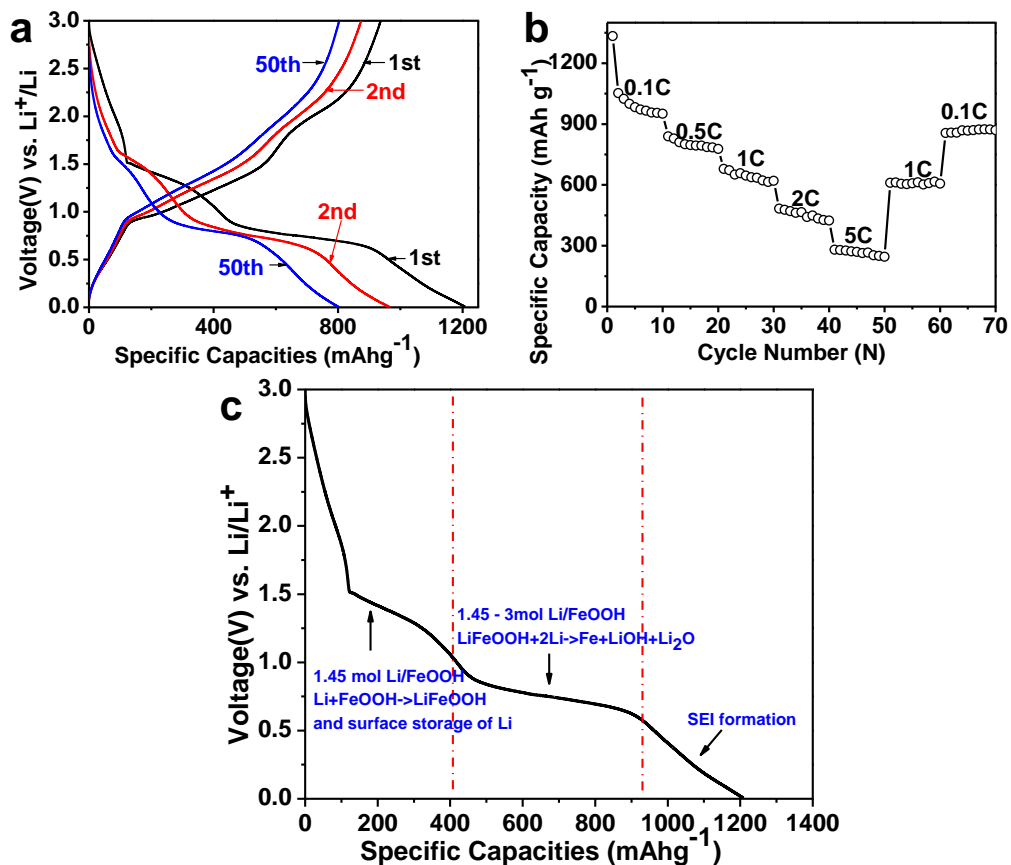 a
3.0
2.5
2.0
1.5
1.0
0.5
0.0
0
400
800
1200
Voltage(V) vs. Li+/Li
Specific Capacities (mAhg-1)
50th
1st
2nd
2nd
1st
50th
b
1350
1200
900
600
300
0
0
10
20
30
40
50
60
70
Specific Capacity (mAh g-1)
Cycle Number (N)
0.1C
0.5C
1C
2C
5C
1C
0.1C
c
3.0
2.5
2.0
1.5
1.0
0.5
0.0
0
200
400
600
800
1000
1200
1400
Voltage(V) vs. Li/Li+
Specific Capacities (mAhg-1)
1.45 - 3mol Li/FeOOH
LiFeOOH+2Li->Fe+LiOH+Li2O
1.45 mol Li/FeOOH
Li+FeOOH->LiFeOOH
and surface storage of Li
SEI formation